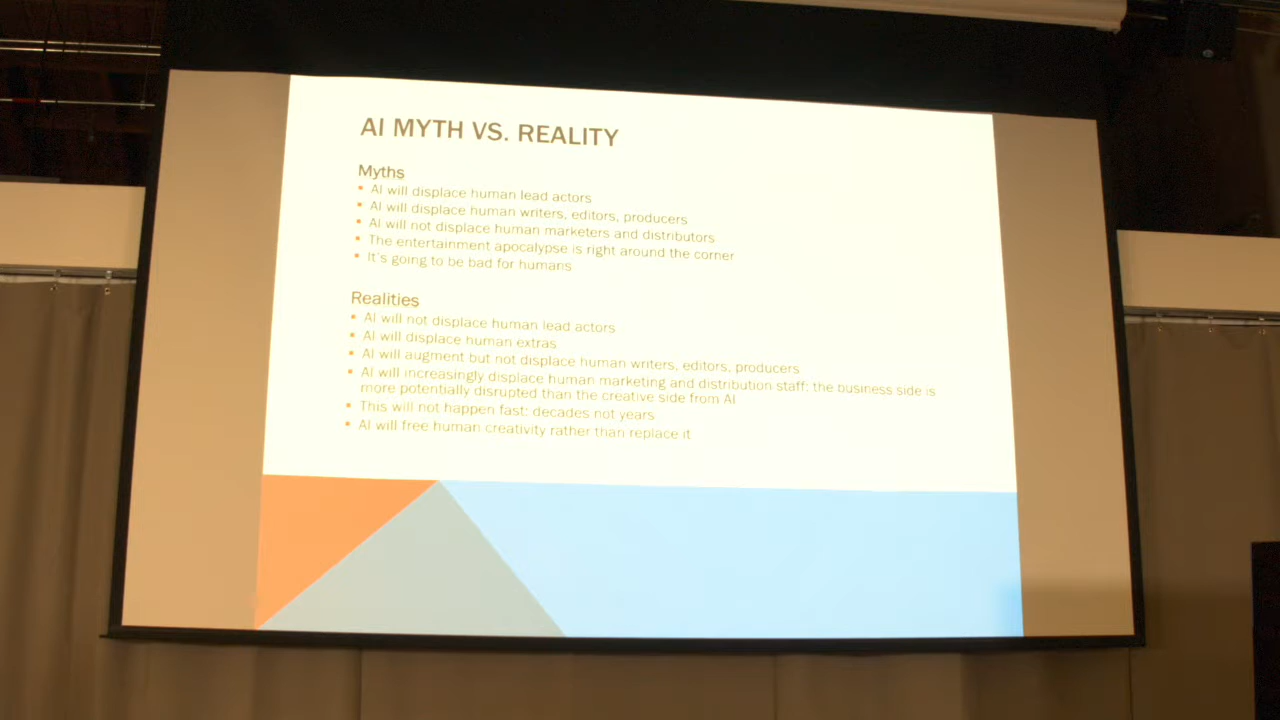 AI MYTH VS. REALITY
Myths
AI will displace human lead actors
AI will displace human writers, editors, producers
AI will not displace human marketers and distributors
The entertainment apocalypse is right around the corner
It's going to be bad for humans
Realities
AI will not displace human lead actors
AI will displace human extras
AI will augment but not displace human writers, editors, producers
AI will increasingly displace human marketing and distribution staff: the business side is
more potentially disrupted than the creative side from AI
This will not happen fast: decades not years
AI will free human creativity rather than replace it